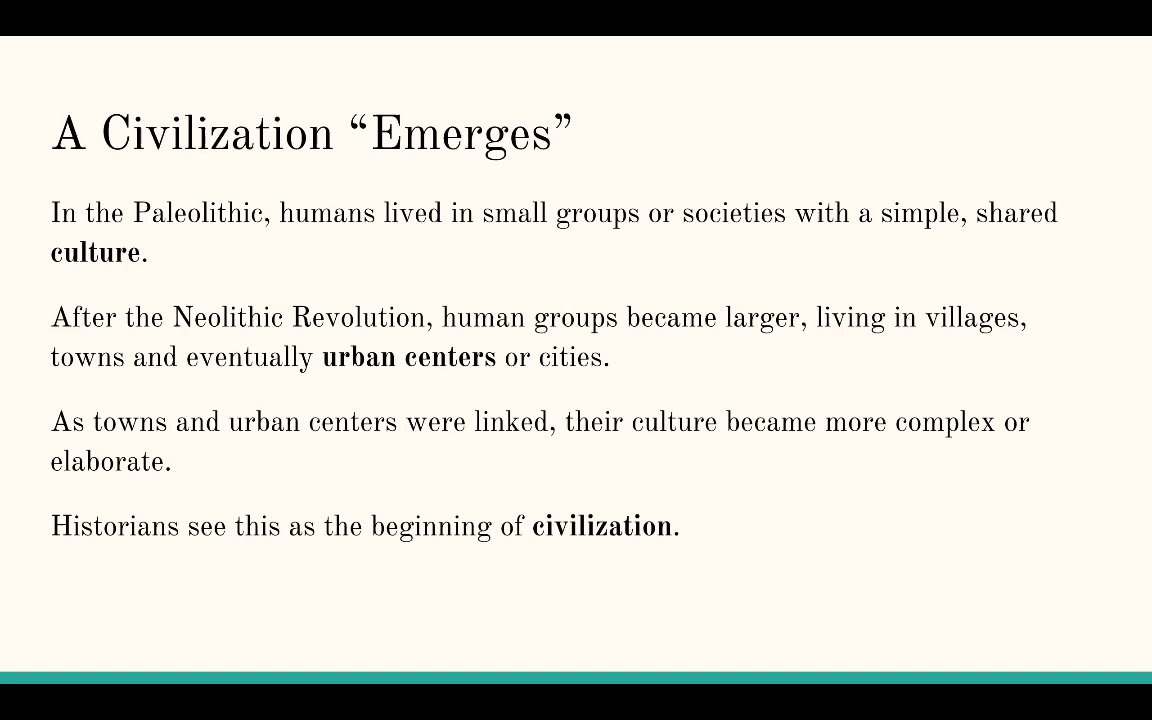 A Civilization “Emerges”
In the Paleolithic, humans lived in small groups or societies with a simple, shared
culture.
After the Neolithic Revolution, human groups became larger, living in villages,
towns and eventually urban centers or cities.
As towns and urban centers were linked, their culture became more complex or
elaborate.
Historians see this as the beginning of civilization.